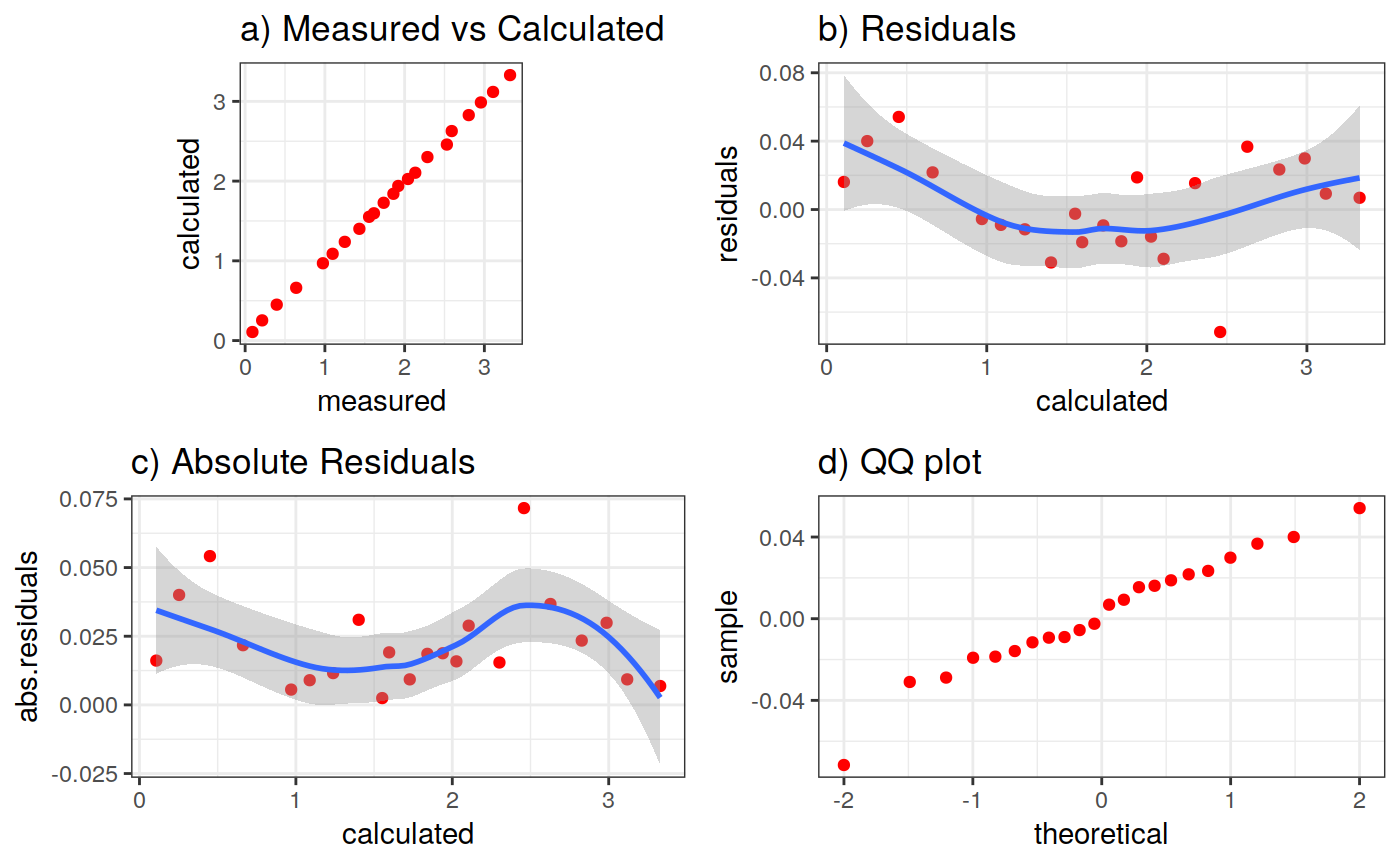 a) Measured vs Calculated
3
2
1
0
0 1 2 3
calculated
measured
b) Residuals
0.08
0.04
0.00
-0.04
0 1 2 3
residuals
calculated
c) Absolute Residuals
0.075
0.050
0.025
0.000
-0.025
0 1 2 3
abs.residuals
calculated
d) QQ plot
0.04
0.00
-0.04
-2 -1 0 1 2
sample
theoretical